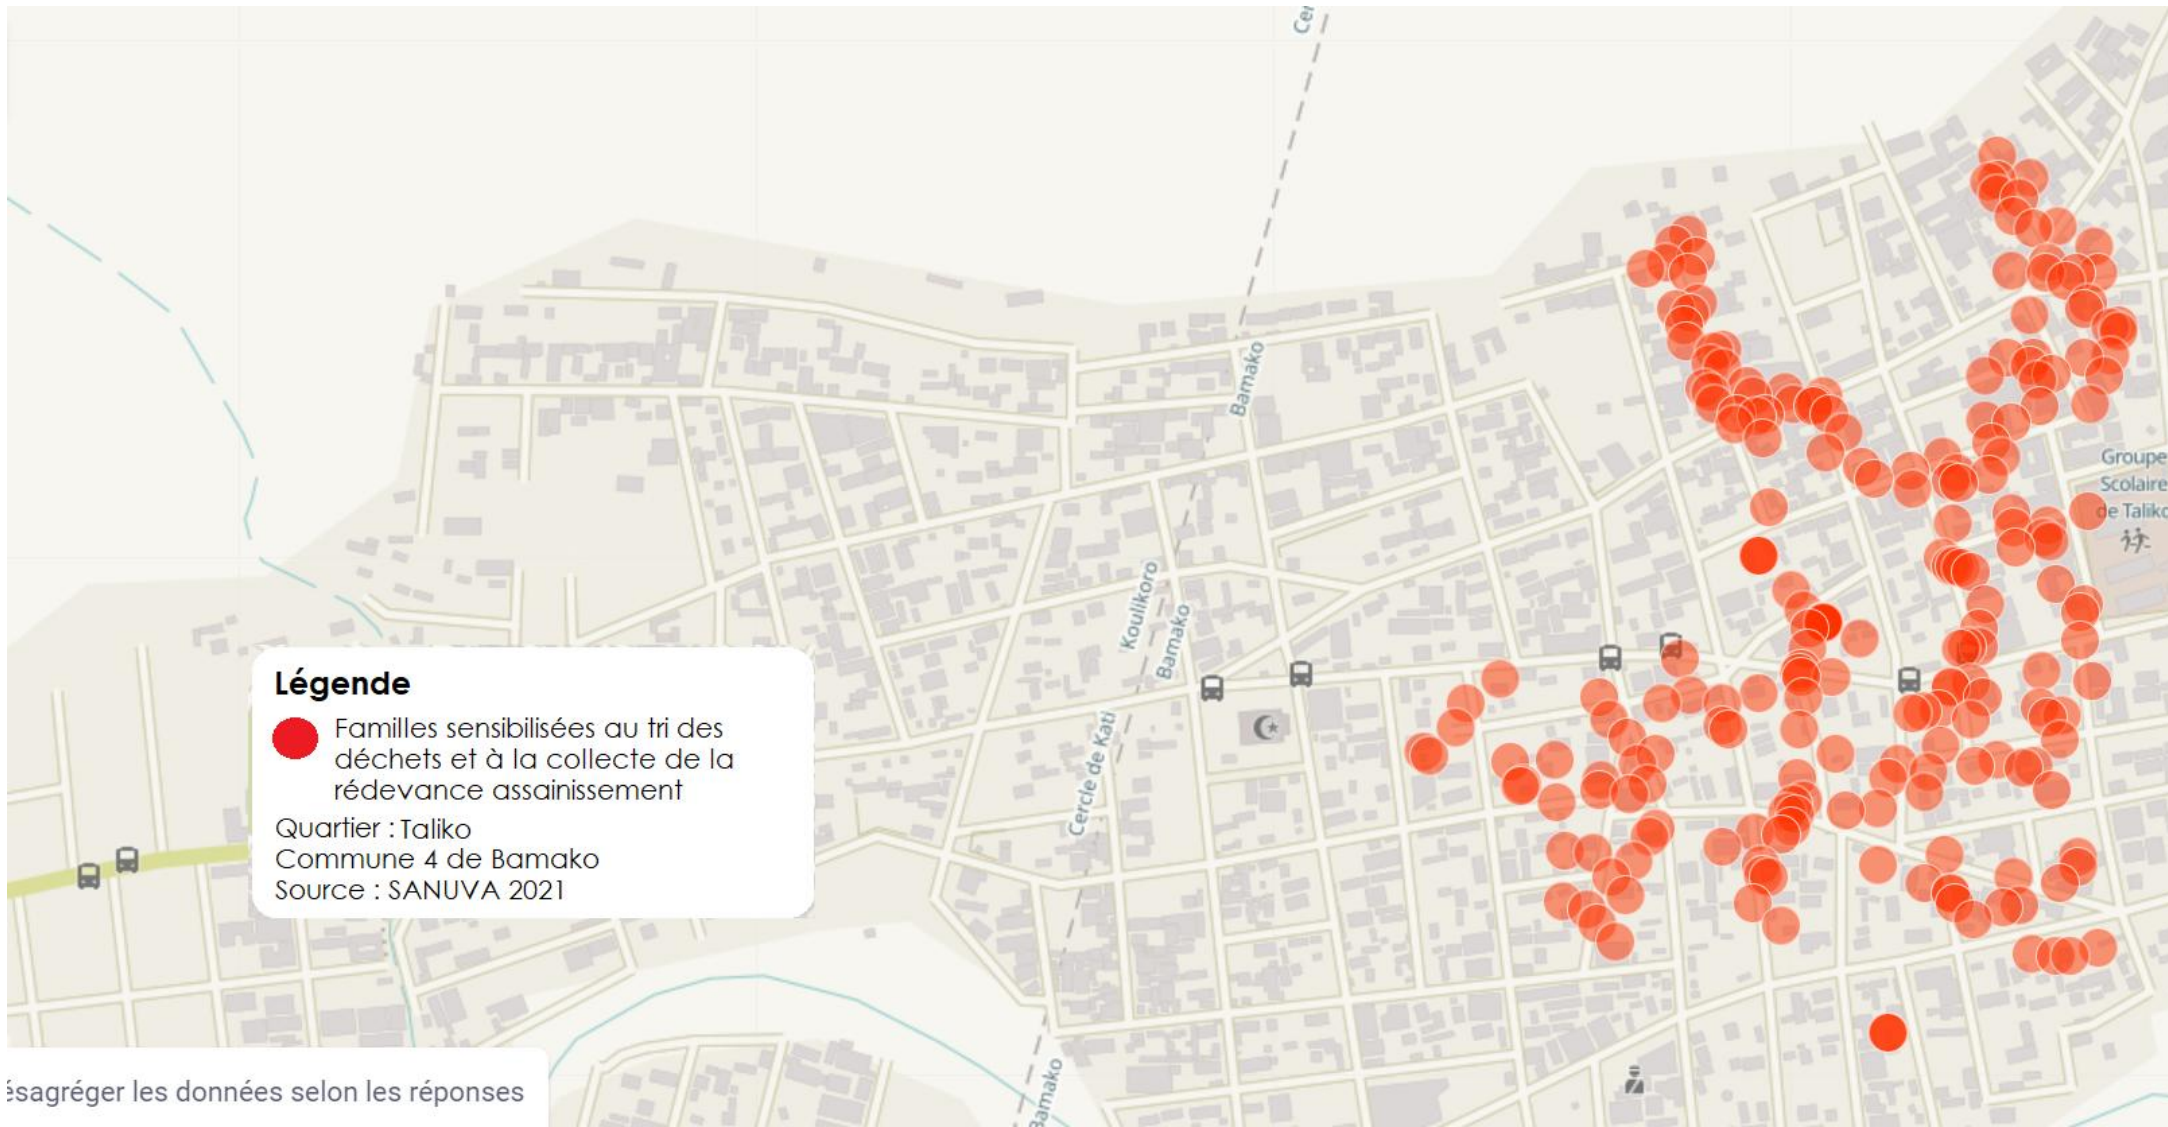 Cer
Bamako
Koulikoro
Bamako
Cercle de Kati
Bamako
Groupe
Scolaire
de Taliko
Légende
Familles sensibilisées au tri des
déchets et à la collecte de la
rédevance assainissement
Quartier : Taliko
Commune 4 de Bamako
Source : SANUVA 2021
ésagréger les données selon les réponses